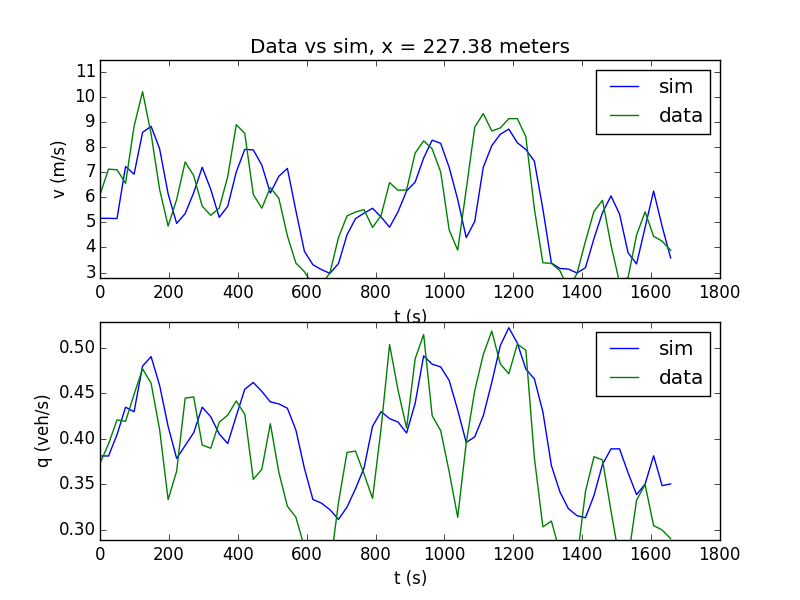 Data vs sim, x = 227.38 meters
11
10
9
8
7
6
5
4
3
v (m/s)
sim
data
0 200 400 600 800 1000 1200 1400 1600 1800
t (s)
0.50
0.45
0.40
0.35
0.30
q (veh/s)
sim
data
0 200 400 600 800 1000 1200 1400 1600 1800
t (s)